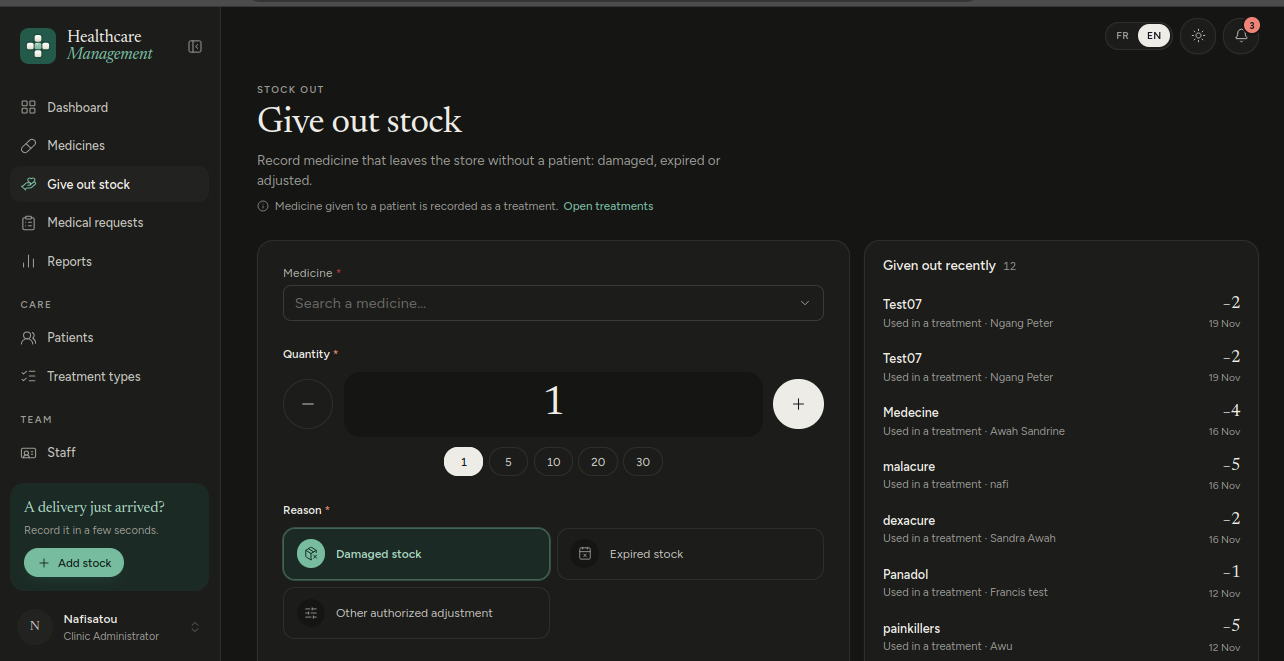 Healthcare
Management
FR EN
3
Dashboard
Medicines
Give out stock
Medical requests
Reports
CARE
Patients
Treatment types
TEAM
Staff
A delivery just arrived?
Record it in a few seconds.
+ Add stock
N
Nafisatou
Clinic Administrator
STOCK OUT
Give out stock
Record medicine that leaves the store without a patient: damaged, expired or
adjusted.
Medicine given to a patient is recorded as a treatment. Open treatments
Medicine *
Search a medicine...
Quantity *
− 1 +
1 5 10 20 30
Reason *
Damaged stock
Expired stock
Other authorized adjustment
Given out recently 12
Test07 −2
Used in a treatment · Ngang Peter 19 Nov
Test07 −2
Used in a treatment · Ngang Peter 19 Nov
Medecine −4
Used in a treatment · Awah Sandrine 16 Nov
malacure −5
Used in a treatment · nafi 16 Nov
dexacure −2
Used in a treatment · Sandra Awah 16 Nov
Panadol −1
Used in a treatment · Francis test 12 Nov
painkillers −5
Used in a treatment · Awu 12 Nov